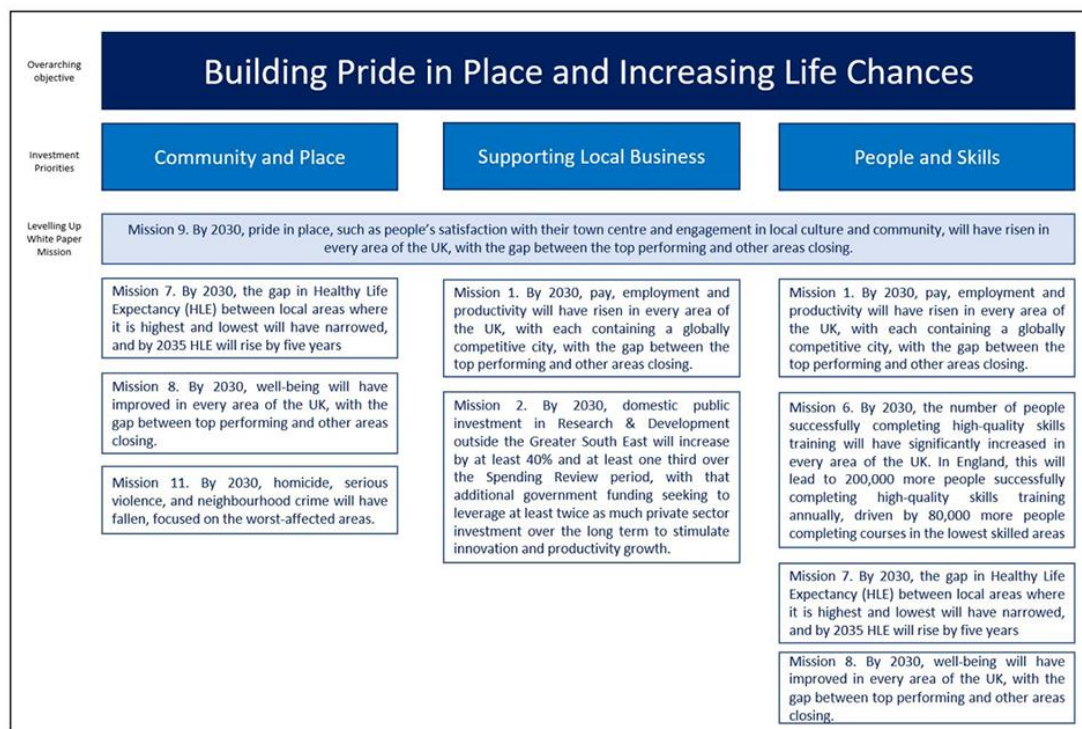 Overarching
objective
Building Pride in Place and Increasing Life Chances
Investment
Priorities
Community and Place
Supporting Local Business
People and Skills
Levelling Up
White Paper
Mission
Mission 9. By 2030, pride in place, such as people's satisfaction with their town centre and engagement in local culture and community, will have risen in
every area of the UK, with the gap between the top performing and other areas closing.
Mission 7. By 2030, the gap in Healthy Life
Expectancy (HLE) between local areas where
it is highest and lowest will have narrowed,
and by 2035 HLE will rise by five years
Mission 8. By 2030, well-being will have
improved in every area of the UK, with the
gap between top performing and other areas
closing.
Mission 11. By 2030, homicide, serious
violence, and neighbourhood crime will have
fallen, focused on the worst-affected areas.
Mission 1. By 2030, pay, employment and
productivity will have risen in every area of
the UK, with each containing a globally
competitive city, with the gap between the
top performing and other areas closing.
Mission 2. By 2030, domestic public
investment in Research & Development
outside the Greater South East will increase
by at least 40% and at least one third over
the Spending Review period, with that
additional government funding seeking to
leverage at least twice as much private sector
investment over the long term to stimulate
innovation and productivity growth.
Mission 1. By 2030, pay, employment and
productivity will have risen in every area of
the UK, with each containing a globally
competitive city, with the gap between the
top performing and other areas closing.
Mission 6. By 2030, the number of people
successfully completing high-quality skills
training will have significantly increased in
every area of the UK. In England, this will
lead to 200,000 more people successfully
completing high-quality skills training
annually, driven by 80,000 more people
completing courses in the lowest skilled areas
Mission 7. By 2030, the gap in Healthy Life
Expectancy (HLE) between local areas where
it is highest and lowest will have narrowed,
and by 2035 HLE will rise by five years
Mission 8. By 2030, well-being will have
improved in every area of the UK, with the
gap between top performing and other areas
closing.